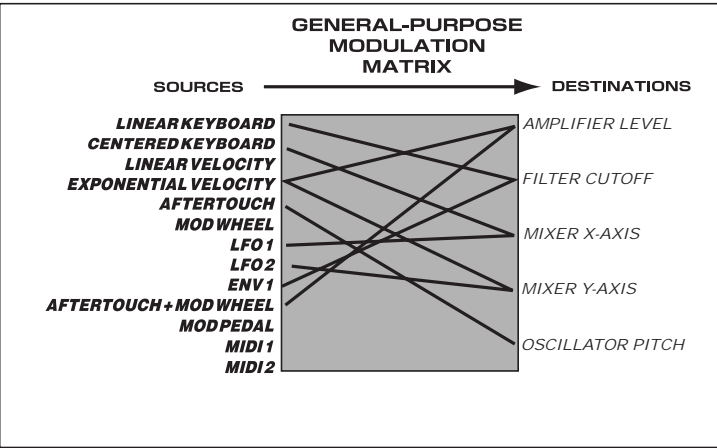 GENERAL-PURPOSE
MODULATION
MATRIX
SOURCES
DESTINATIONS
LINEAR KEYBOARD
CENTERED KEYBOARD
LINEAR VELOCITY
EXPONENTIAL VELOCITY
AFTERTOUCH
MOD WHEEL
LFO 1
LFO 2
ENV 1
AFTERTOUCH + MOD WHEEL
MOD PEDAL
MIDI 1
MIDI 2
AMPLIFIER LEVEL
FILTER CUTOFF
MIXER X-AXIS
MIXER Y-AXIS
OSCILLATOR PITCH